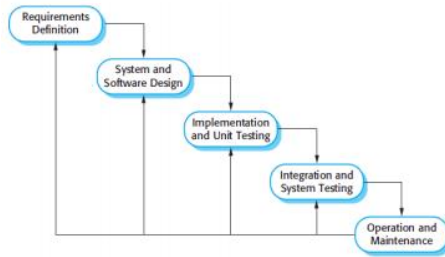 Requirements
Definition
System and
Software Design
Implementation
and Unit Testing
Integration and
System Testing
Operation and
Maintenance